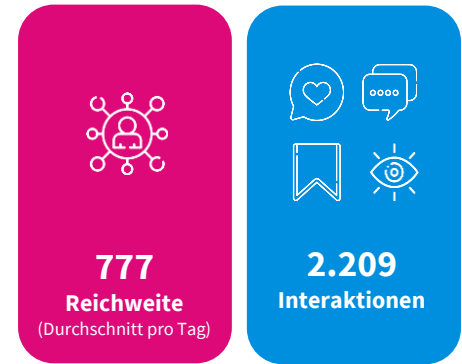 777
Reichweite
(Durchschnitt pro Tag)
2.209
Interaktionen